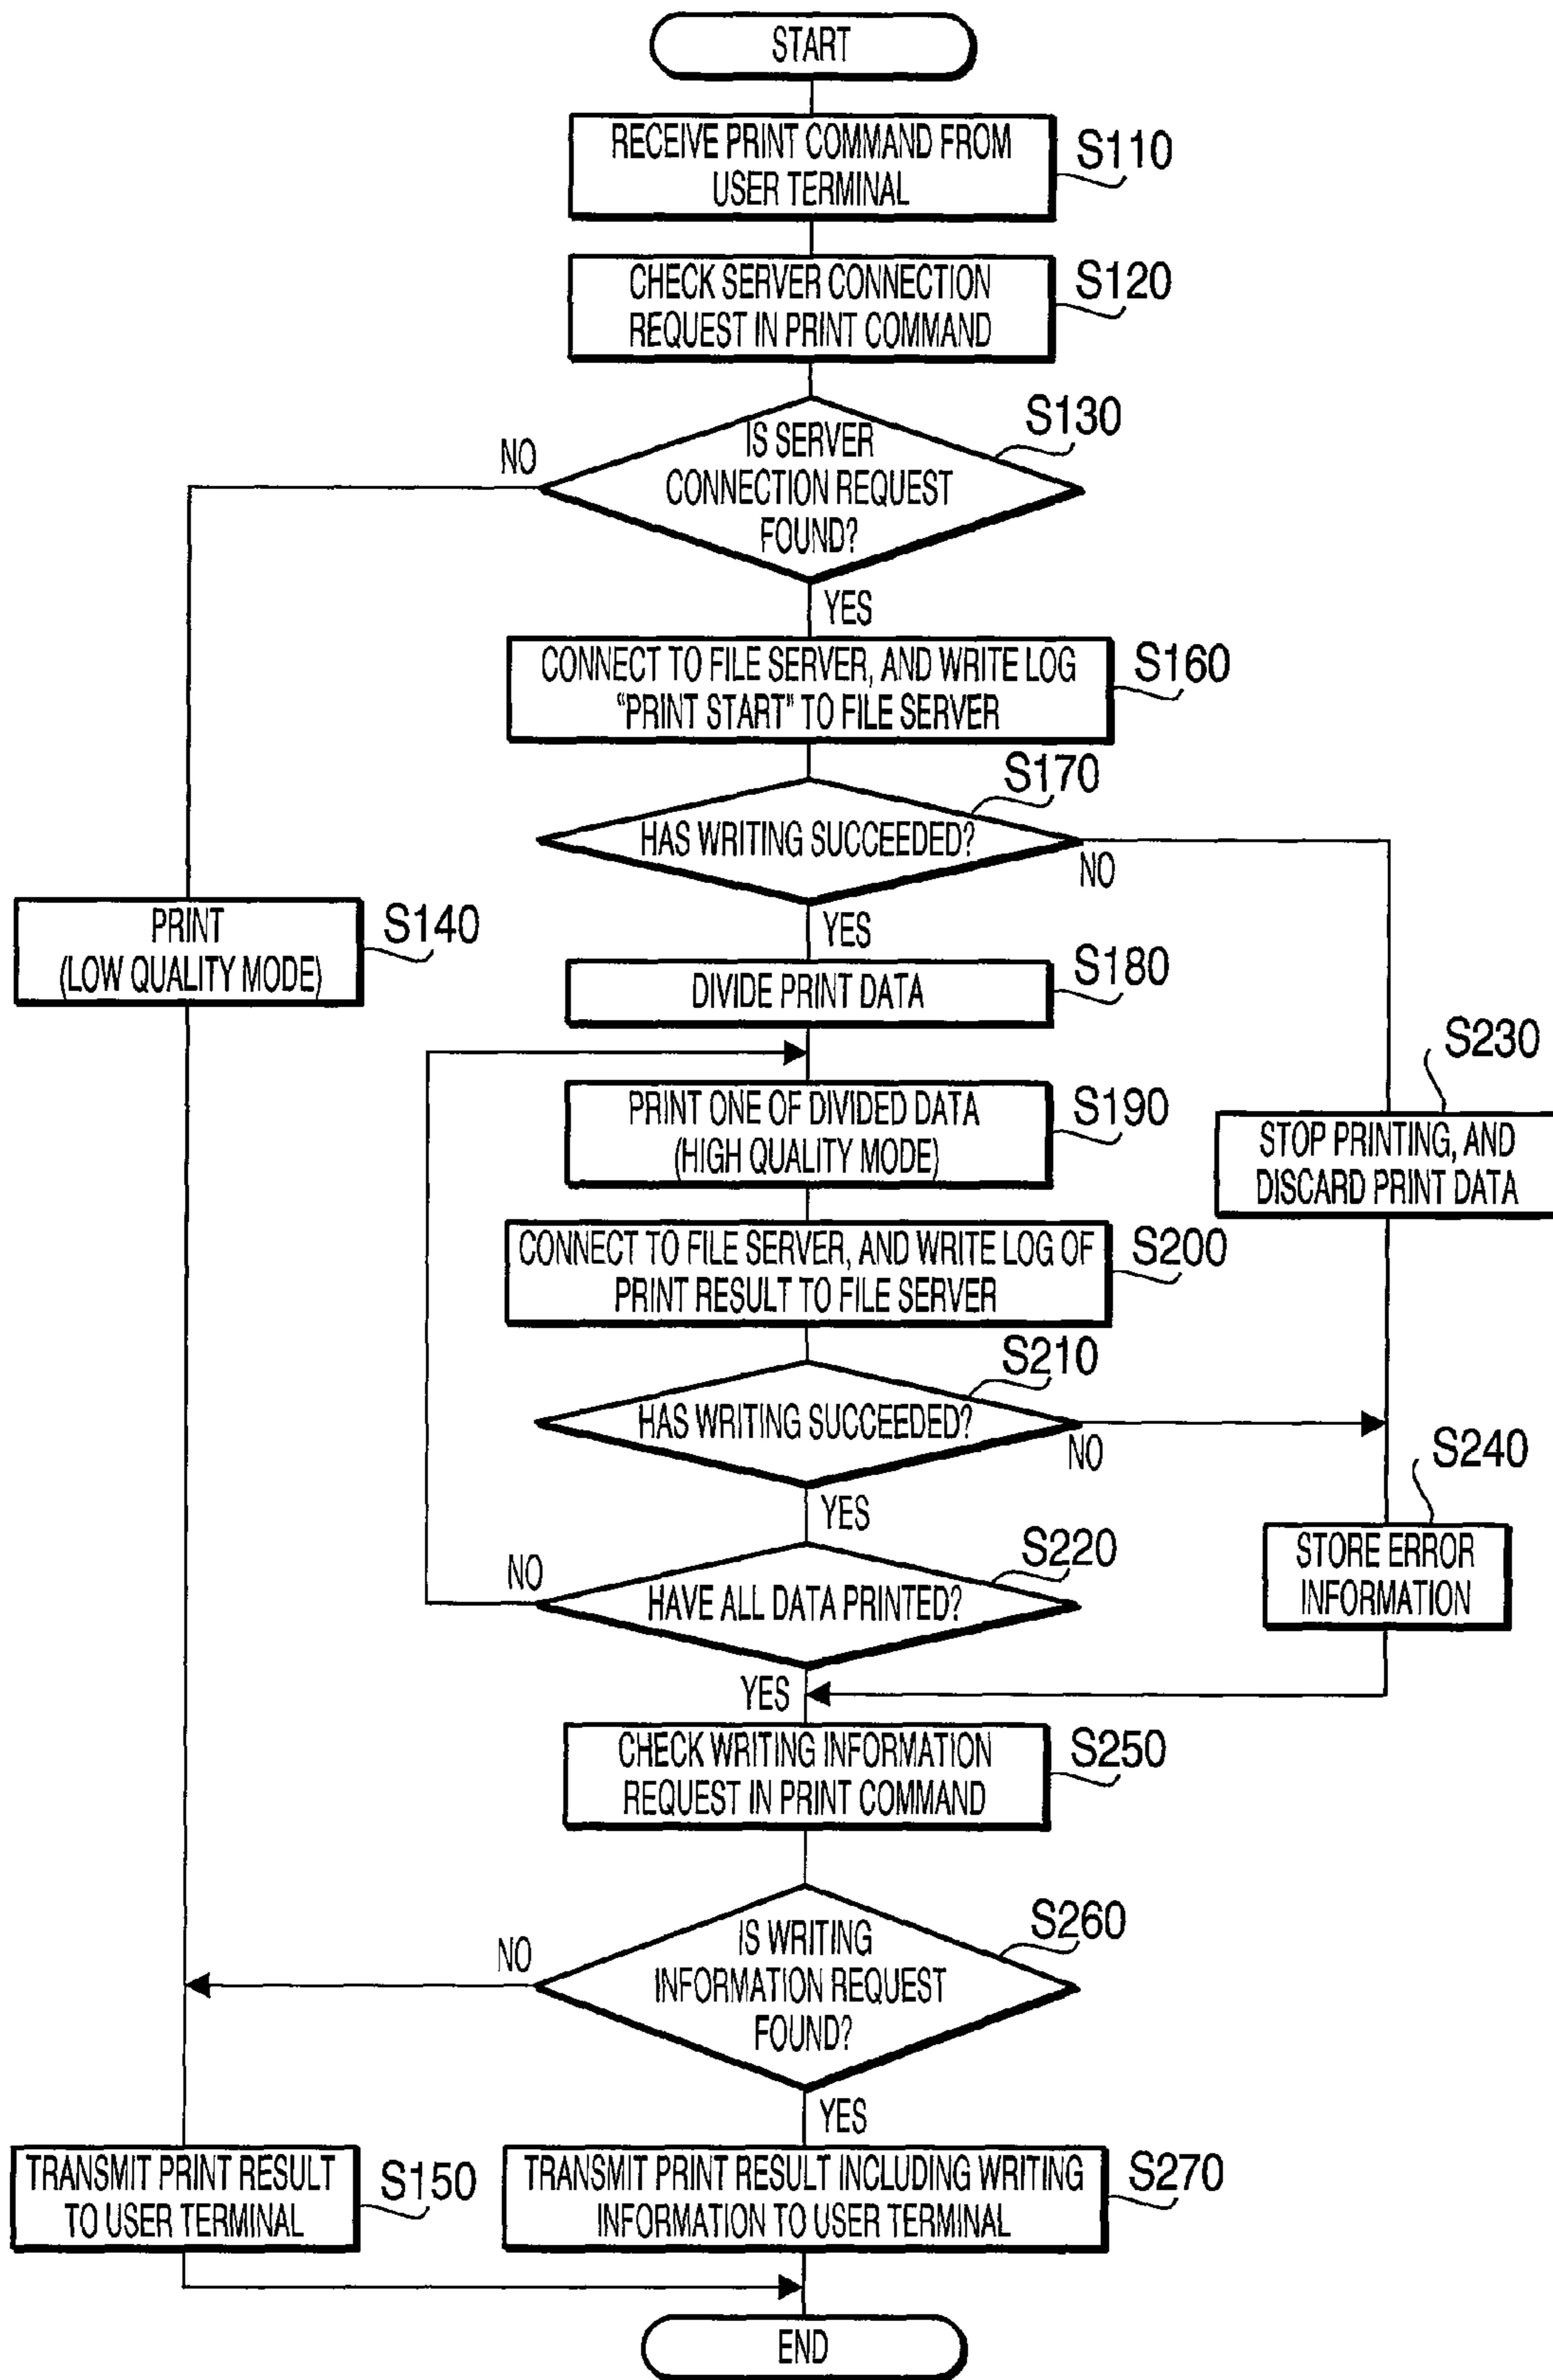 START
RECEIVE PRINT COMMAND FROM
USER TERMINAL
S110
CHECK SERVER CONNECTION
REQUEST IN PRINT COMMAND
S120
IS SERVER
CONNECTION REQUEST
FOUND?
S130
NO
YES
CONNECT TO FILE SERVER, AND WRITE LOG
“PRINT START” TO FILE SERVER
S160
HAS WRITING SUCCEEDED?
S170
NO
YES
PRINT
(LOW QUALITY MODE)
S140
DIVIDE PRINT DATA
S180
PRINT ONE OF DIVIDED DATA
(HIGH QUALITY MODE)
S190
STOP PRINTING, AND
DISCARD PRINT DATA
S230
CONNECT TO FILE SERVER, AND WRITE LOG OF
PRINT RESULT TO FILE SERVER
S200
HAS WRITING SUCCEEDED?
S210
NO
YES
STORE ERROR
INFORMATION
S240
HAVE ALL DATA PRINTED?
S220
NO
YES
CHECK WRITING INFORMATION
REQUEST IN PRINT COMMAND
S250
IS WRITING
INFORMATION REQUEST
FOUND?
S260
NO
YES
TRANSMIT PRINT RESULT
TO USER TERMINAL
S150
TRANSMIT PRINT RESULT INCLUDING WRITING
INFORMATION TO USER TERMINAL
S270
END